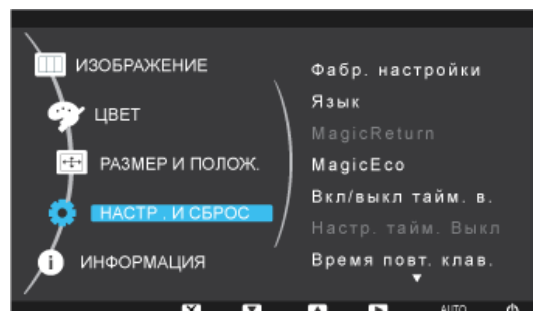 ИЗОБРАЖЕНИЕ
ЦВЕТ
РАЗМЕР И ПОЛОЖ.
НАСТР . И СБРОС
ИНФОРМАЦИЯ
Фабр. настройки
Язык
MagicReturn
MagicEco
Вкл/выкл тайм. в.
Настр. тайм. Выкл
Время повт. клав.
AUTO